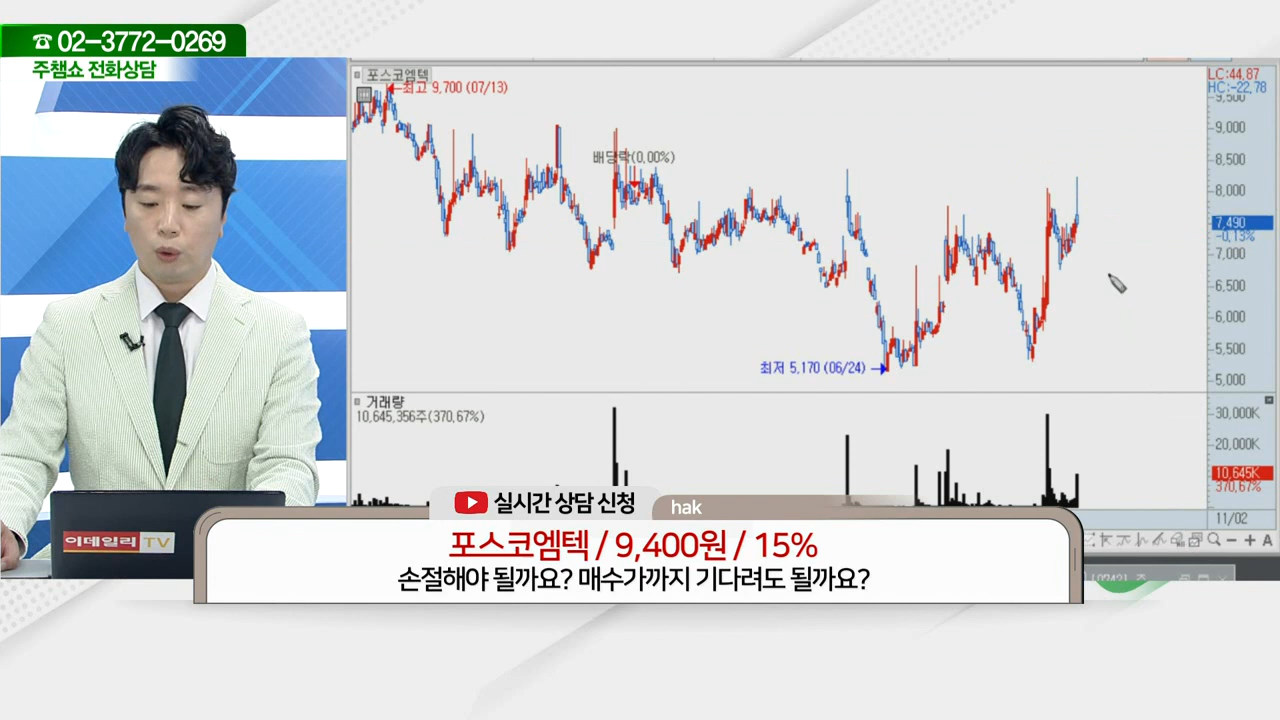 ☎ 02-3772-0269
주챔쇼 전화상담
포스코엠텍
최고 9,700 (07/13)
LC:44.87
HC:-22.78
9,500
9,000
배당락(0.00%)
8,500
8,000
7,490
-0.13%
7,000
6,500
6,000
5,500
최저 5,170 (06/24)
5,000
거래량
10,645,356주(370.67%)
30,000K
20,000K
10,645K
370.67%
11/02
이데일리 TV
실시간 상담 신청
hak
포스코엠텍 / 9,400원 / 15%
손절해야 될까요? 매수가까지 기다려도 될까요?